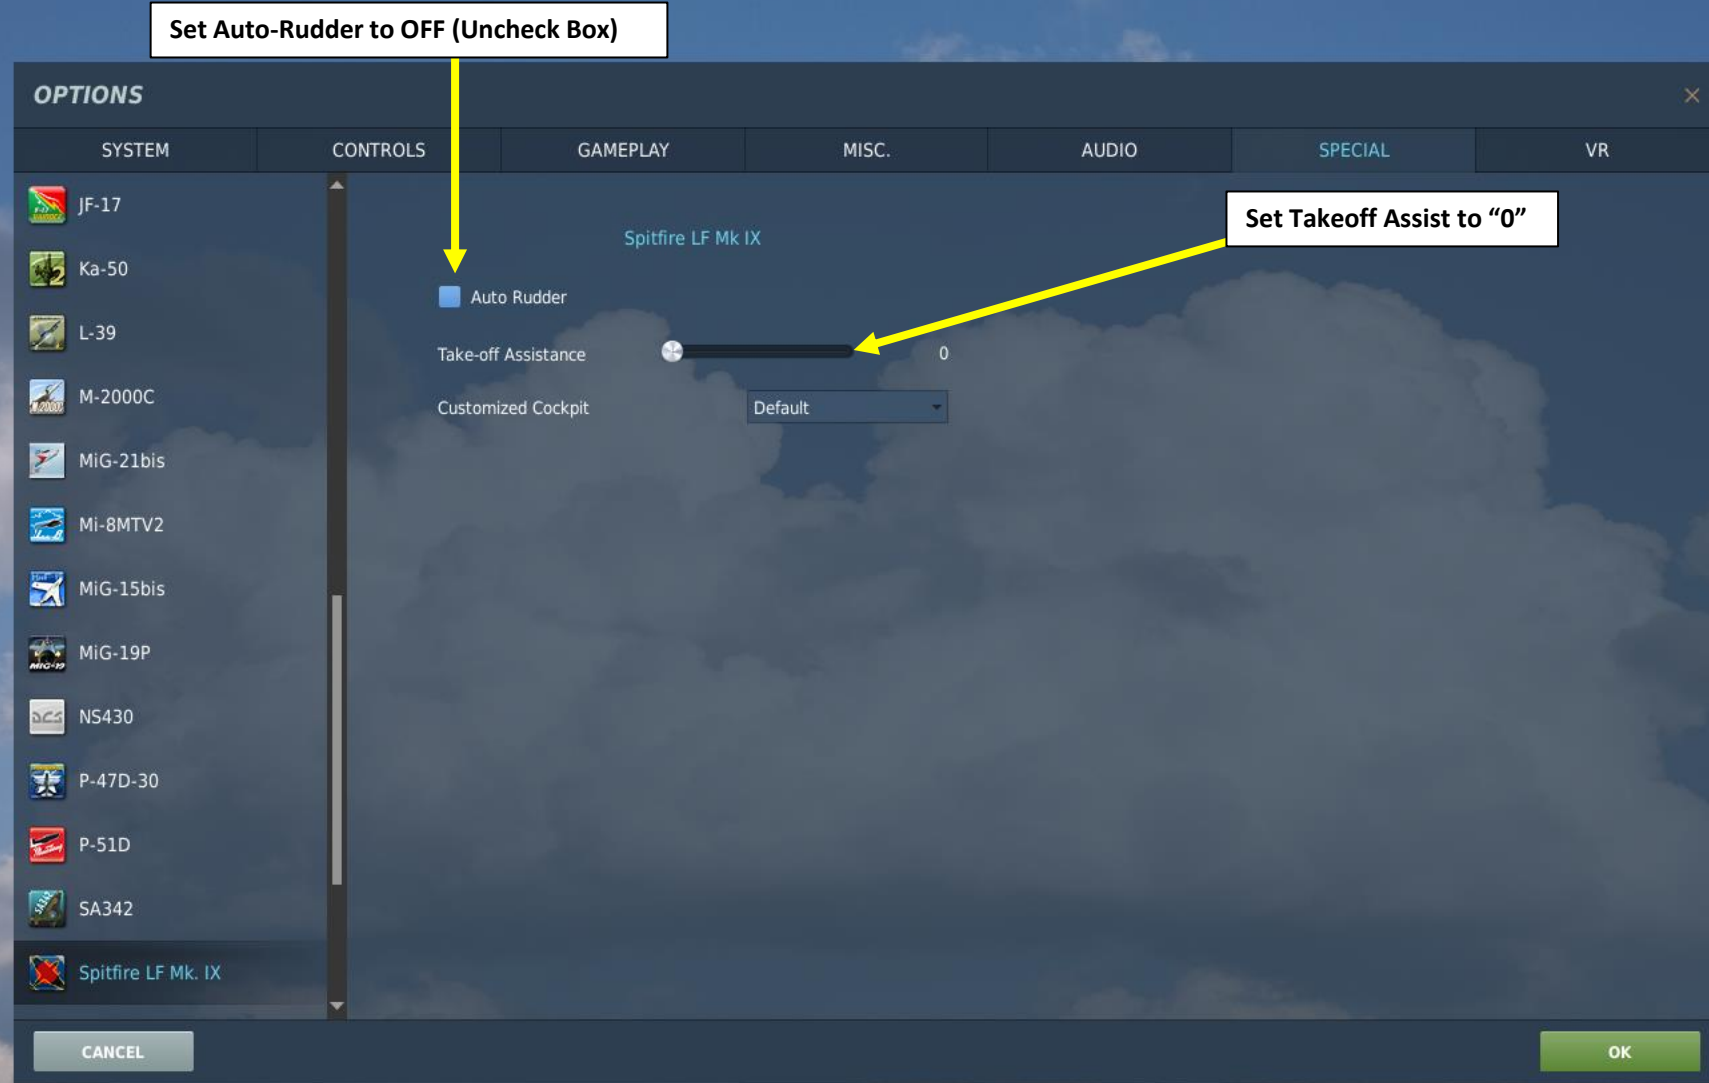 Set Auto-Rudder to OFF (Uncheck Box)
OPTIONS
SYSTEM
CONTROLS
GAMEPLAY
MISC.
AUDIO
SPECIAL
VR
Set Takeoff Assist to “0”
JF-17
Spitfire LF Mk IX
Ka-50
Auto Rudder
L-39
Take-off Assistance
0
M-2000C
Customized Cockpit
Default
MiG-21bis
Mi-8MTV2
MiG-15bis
MiG-19P
NS430
P-47D-30
P-51D
SA342
Spitfire LF Mk. IX
CANCEL
OK